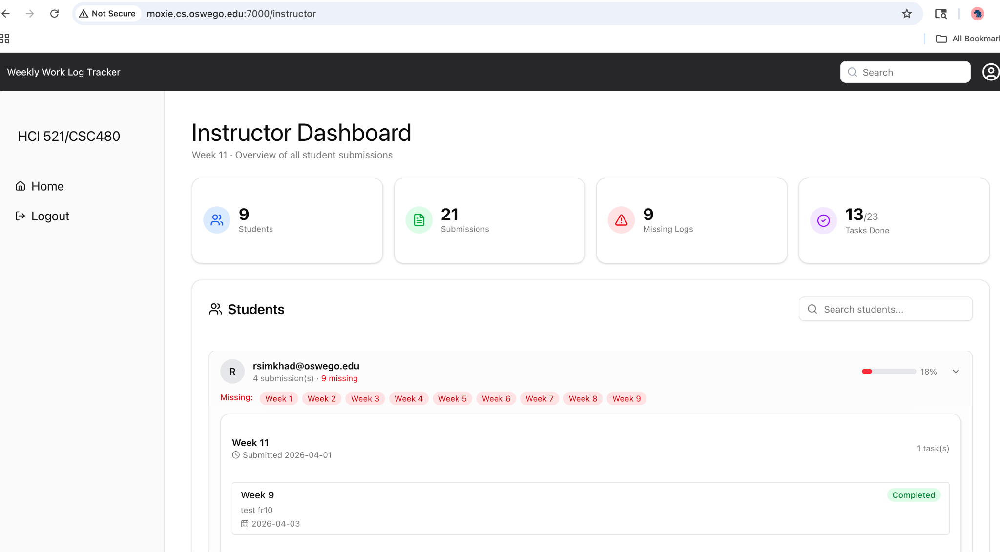 Not Secure
moxie.cs.oswego.edu:7000/instructor
All Bookmark
Weekly Work Log Tracker
Search
HCI 521/CSC480
Home
Logout
Instructor Dashboard
Week 11 · Overview of all student submissions
9
Students
21
Submissions
9
Missing Logs
13/23
Tasks Done
Students
Search students...
R
rsimkhad@oswego.edu
4 submission(s) · 9 missing
18%
Missing: Week 1 Week 2 Week 3 Week 4 Week 5 Week 6 Week 7 Week 8 Week 9
Week 11
Submitted 2026-04-01
1 task(s)
Week 9
Completed
test fr10
2026-04-03